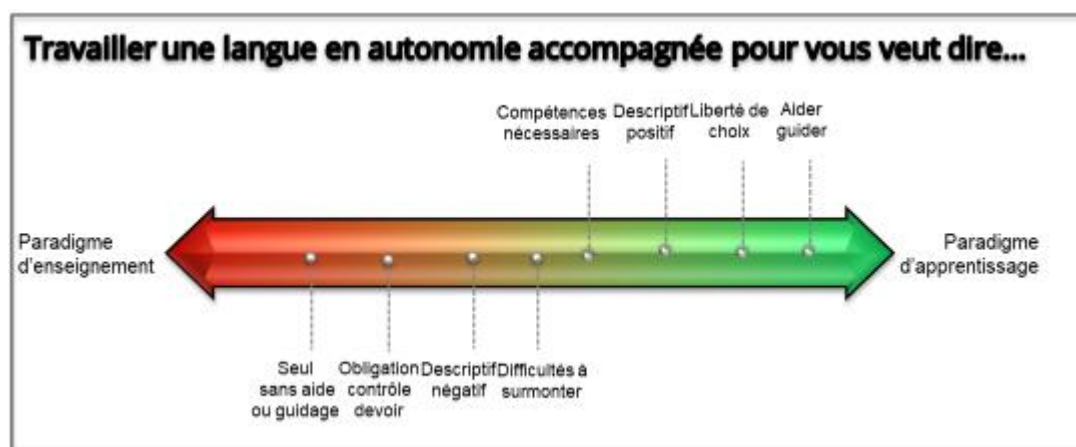 Travailler une langue en autonomie accompagnée pour vous veut dire...
Compétences
nécessaires
Descriptif
positif
Liberté de
choix
Aider
guider
Paradigme
d'enseignement
Paradigme
d'apprentissage
Seul
sans aide
ou guidage
Obligation
contrôle
devoir
Descriptif
négatif
Difficultés à
surmonter